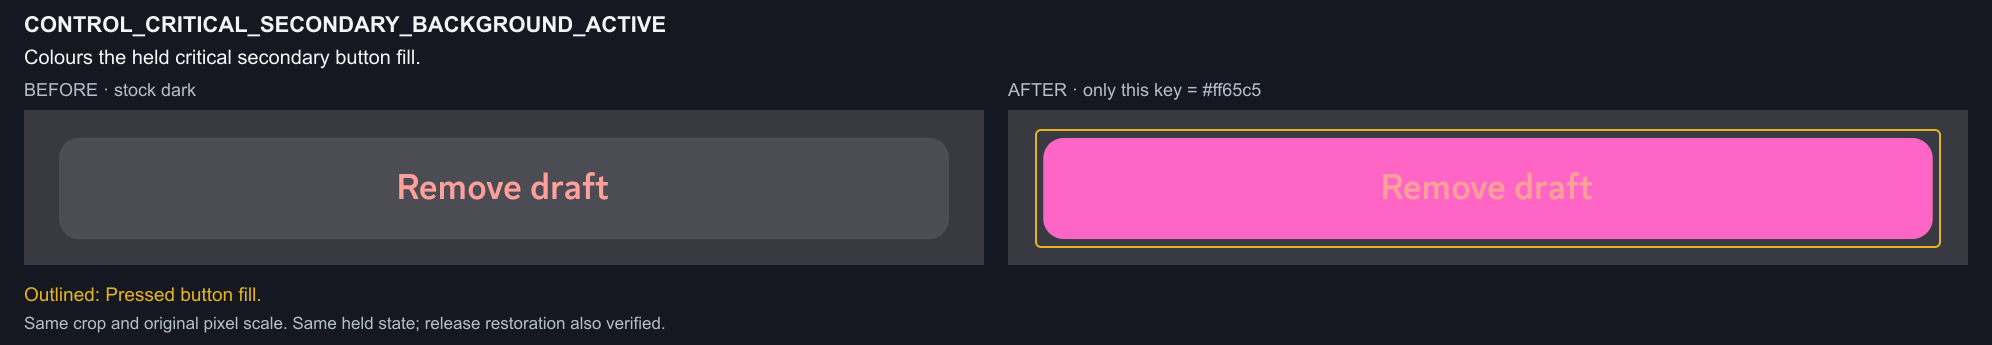 CONTROL_CRITICAL_SECONDARY_BACKGROUND_ACTIVE
Colours the held critical secondary button fill.
BEFORE · stock dark
AFTER · only this key = #ff65c5
Remove draft
Remove draft
Outlined: Pressed button fill.
Same crop and original pixel scale. Same held state; release restoration also verified.